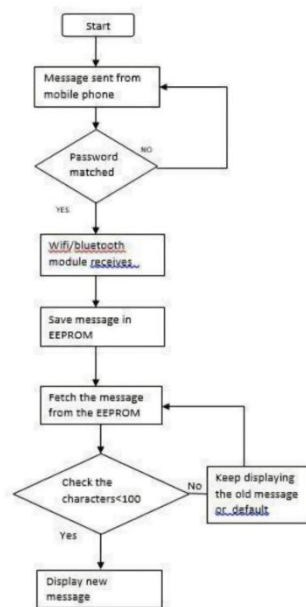 Start
Message sent from
mobile phone
NO
Password
matched
YES
Wifi/bluetooth
module receives
Save message in
EEPROM
Fetch the message
from the EEPROM
Check the
characters<100
No
Keep displaying
the old message
or default
Yes
Display new
message